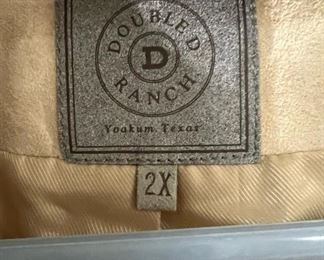 DOUBLE D
D
RANCH
Yoakum, Texas
2X